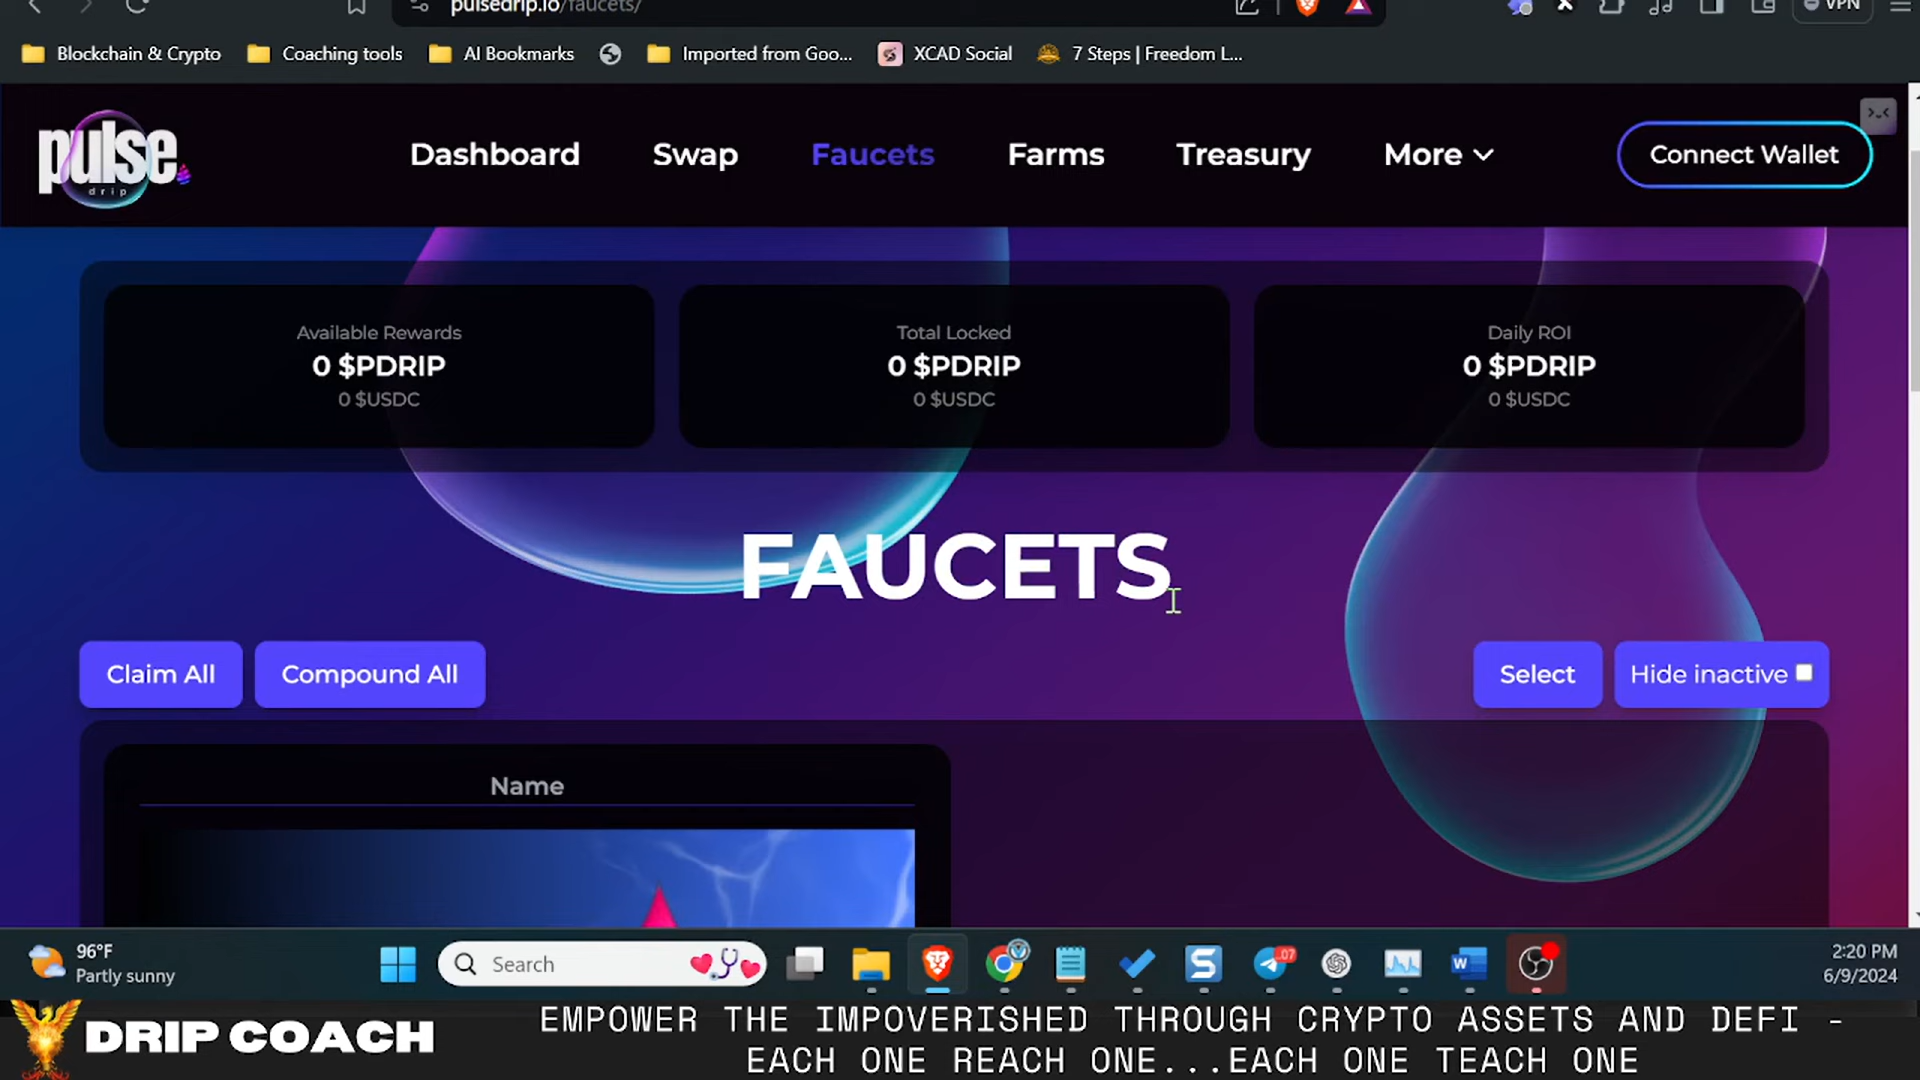 pulsedrip.io/faucets/
VPN
Blockchain & Crypto
Coaching tools
AI Bookmarks
Imported from Goo...
XCAD Social
7 Steps | Freedom L...
pulse
drip
Dashboard
Swap
Faucets
Farms
Treasury
More
Connect Wallet
Available Rewards
0 $PDRIP
0 $USDC
Total Locked
0 $PDRIP
0 $USDC
Daily ROI
0 $PDRIP
0 $USDC
FAUCETS
Claim All
Compound All
Select
Hide inactive
Name
96°F
Partly sunny
Search
.07
2:20 PM
6/9/2024
DRIP COACH
EMPOWER THE IMPOVERISHED THROUGH CRYPTO ASSETS AND DEFI -
EACH ONE REACH ONE...EACH ONE TEACH ONE